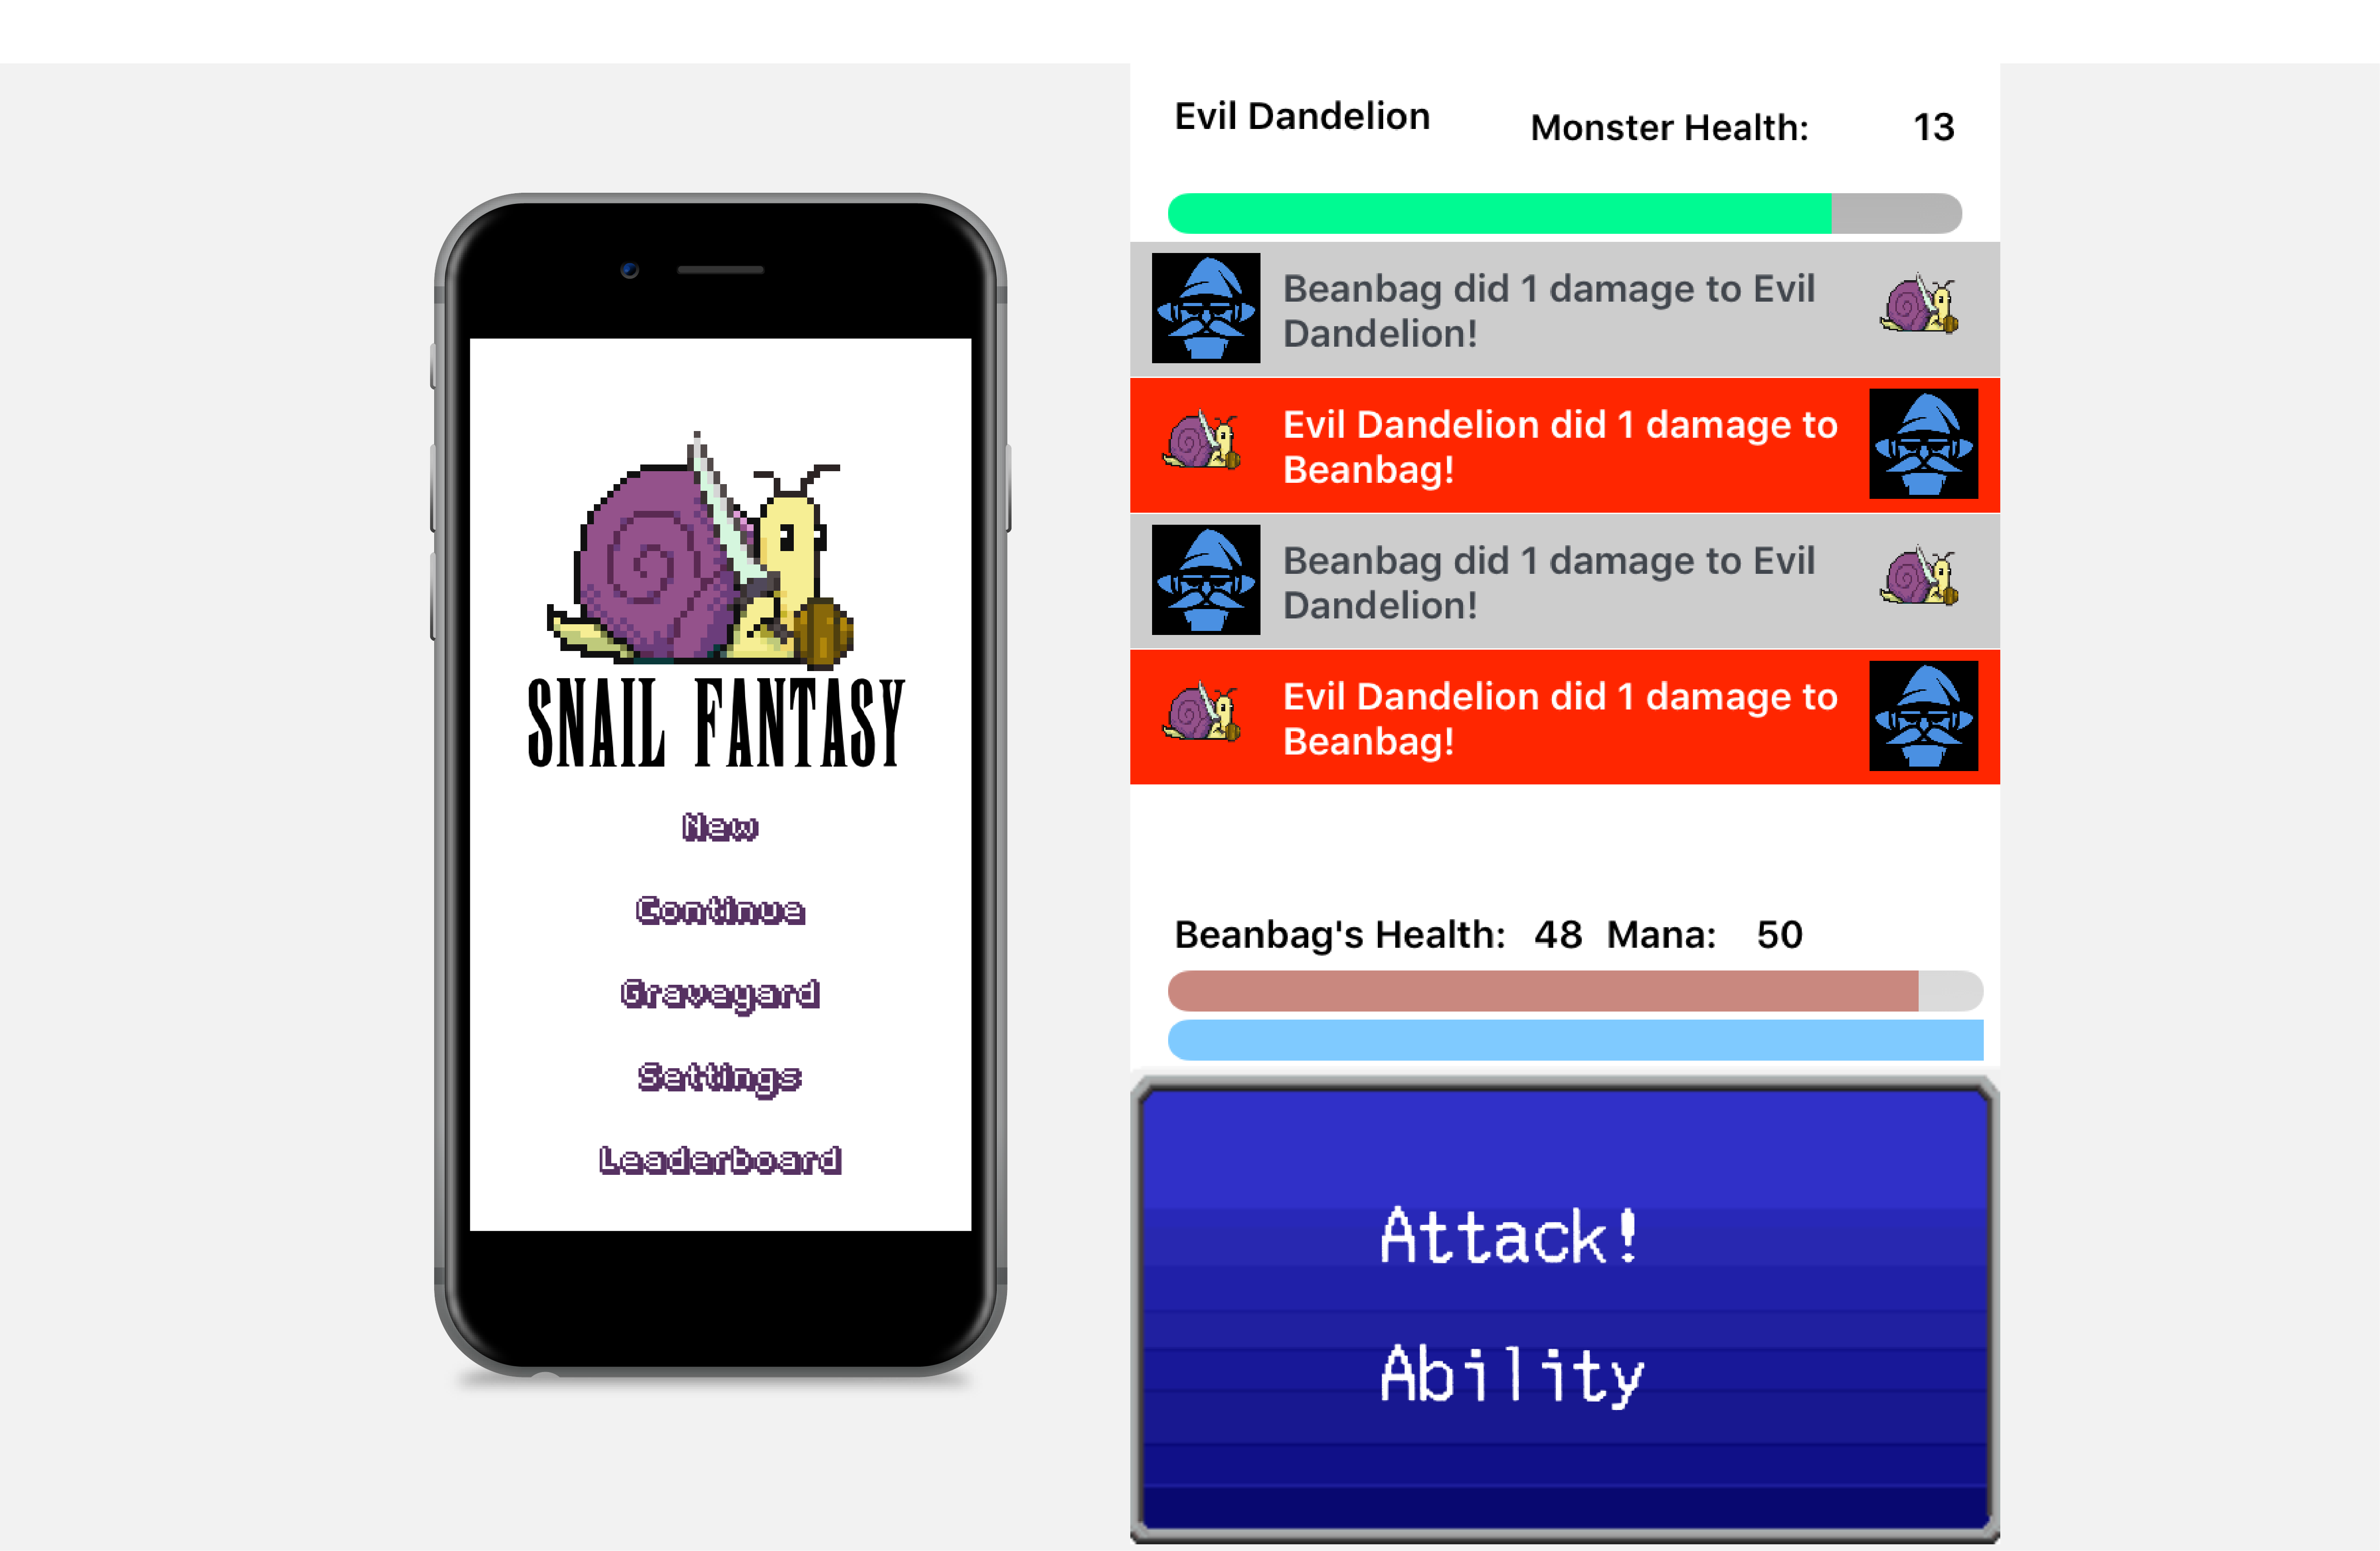 SNAIL FANTASY
New
Continue
Graveyard
Settings
Leaderboard
Evil Dandelion
Monster Health: 13
Beanbag did 1 damage to Evil
Dandelion!
Evil Dandelion did 1 damage to
Beanbag!
Beanbag did 1 damage to Evil
Dandelion!
Evil Dandelion did 1 damage to
Beanbag!
Beanbag's Health: 48 Mana: 50
Attack!
Ability